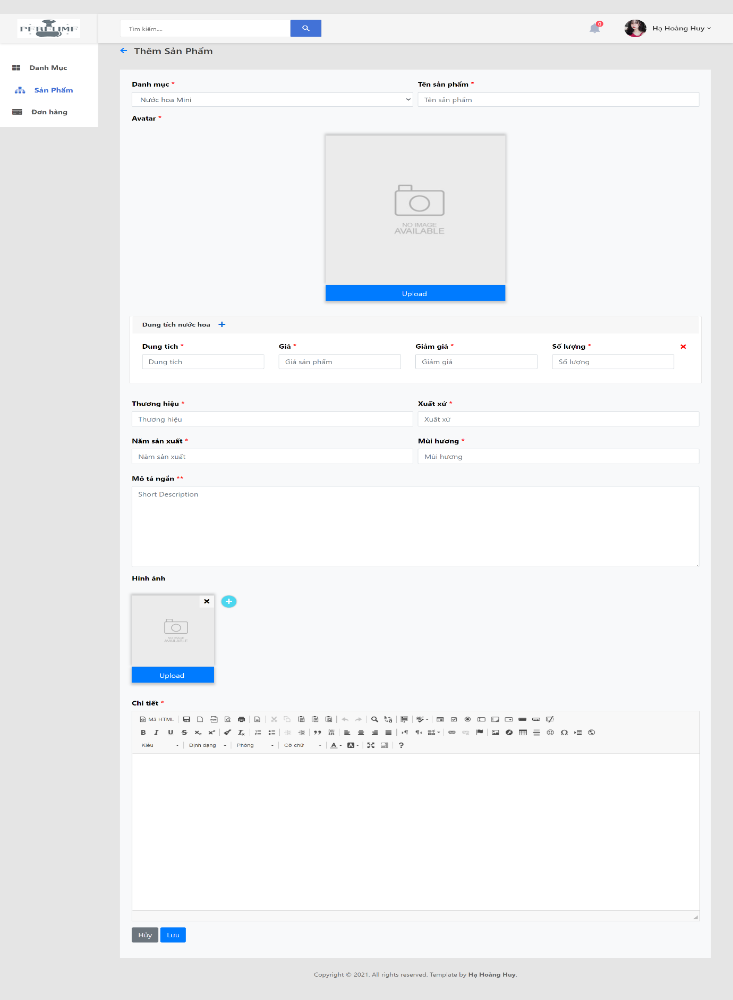 PERFUME
Tìm kiếm....
0
Hạ Hoàng Huy
Thêm Sản Phẩm
Danh Mục
Sản Phẩm
Đơn hàng
Danh mục *
Tên sản phẩm *
Nước hoa Mini
Tên sản phẩm
Avatar *
NO IMAGE
AVAILABLE
Upload
Dung tích nước hoa
Dung tích *
Giá *
Giảm giá *
Số lượng *
Dung tích
Giá sản phẩm
Giảm giá
Số lượng
Thương hiệu *
Xuất xứ *
Thương hiệu
Xuất xứ
Năm sản xuất *
Mùi hương *
Năm sản xuất
Mùi hương
Mô tả ngắn **
Short Description
Hình ảnh
NO IMAGE
AVAILABLE
Upload
Chi tiết *
Mã HTML
Kiểu
Định dạng
Phông
Cỡ chữ
Hủy
Lưu
Copyright © 2021. All rights reserved. Template by Hạ Hoàng Huy.